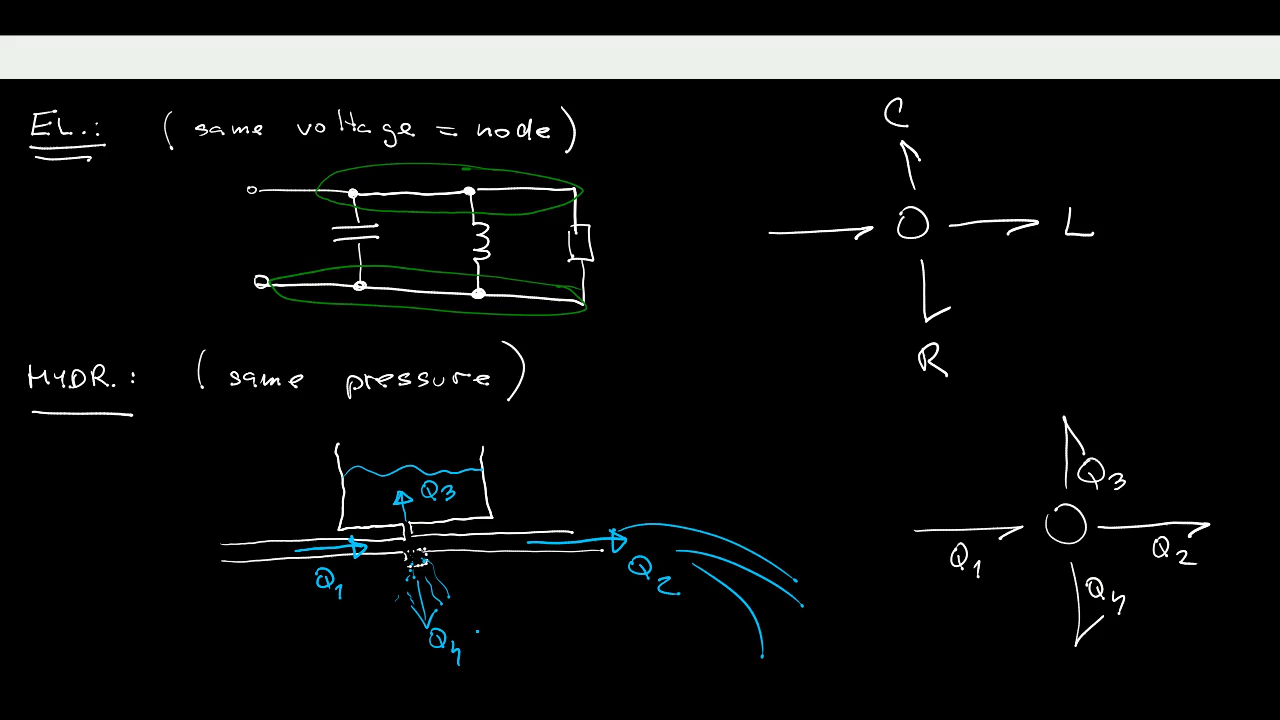 EL.: (same voltage = node)
C
O L
R
HYDR.: (same pressure)
Q3
Q1
Q2
Q4
Q3
O
Q1
Q2
Q4